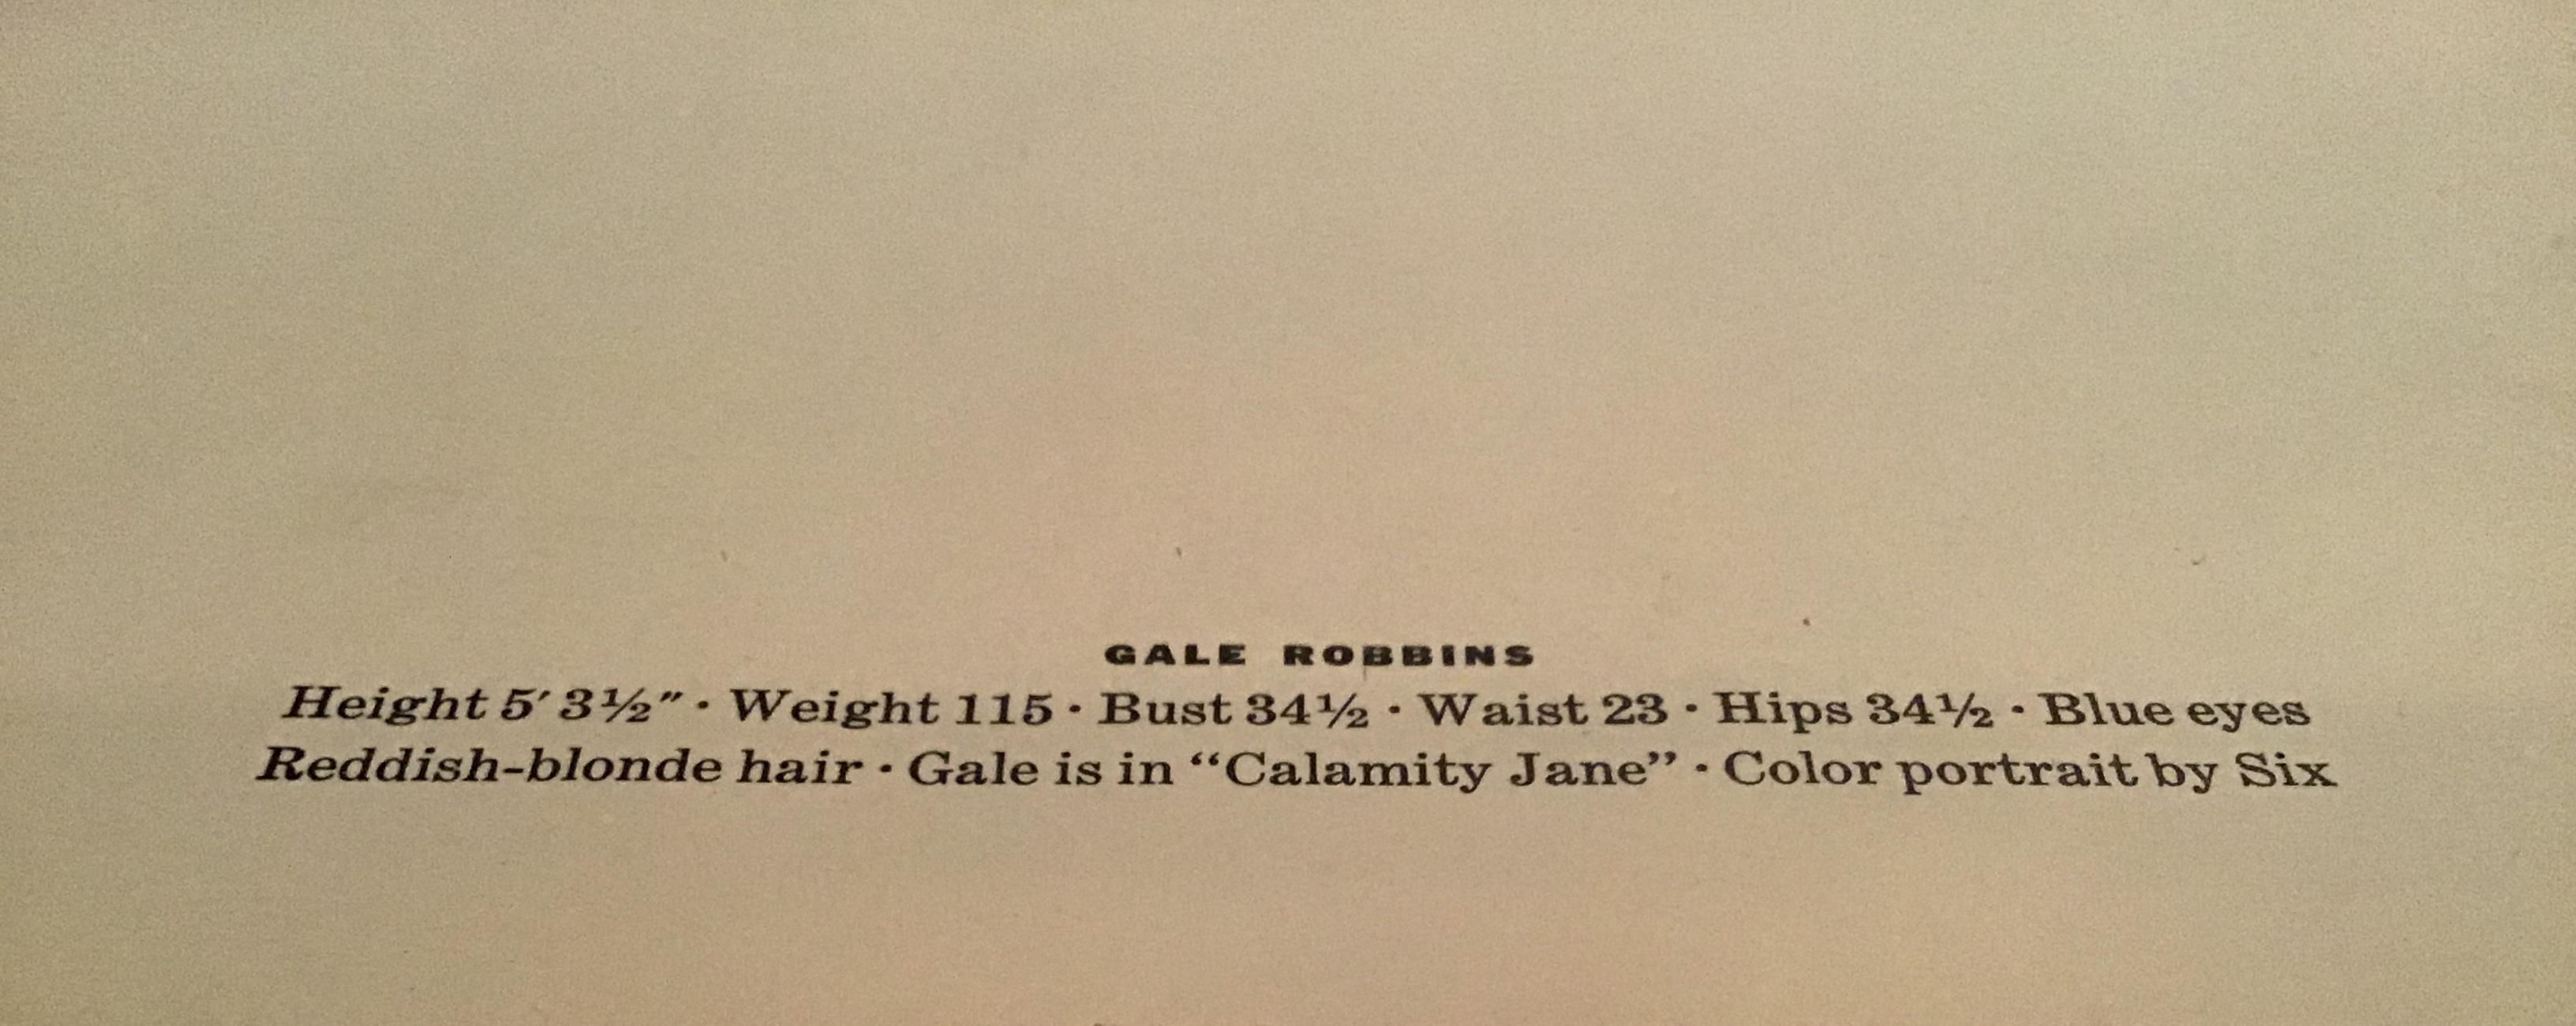 GALE ROBBINS
Height 5′ 3½″ · Weight 115 · Bust 34½ · Waist 23 · Hips 34½ · Blue eyes
Reddish-blonde hair · Gale is in “Calamity Jane” · Color portrait by Six